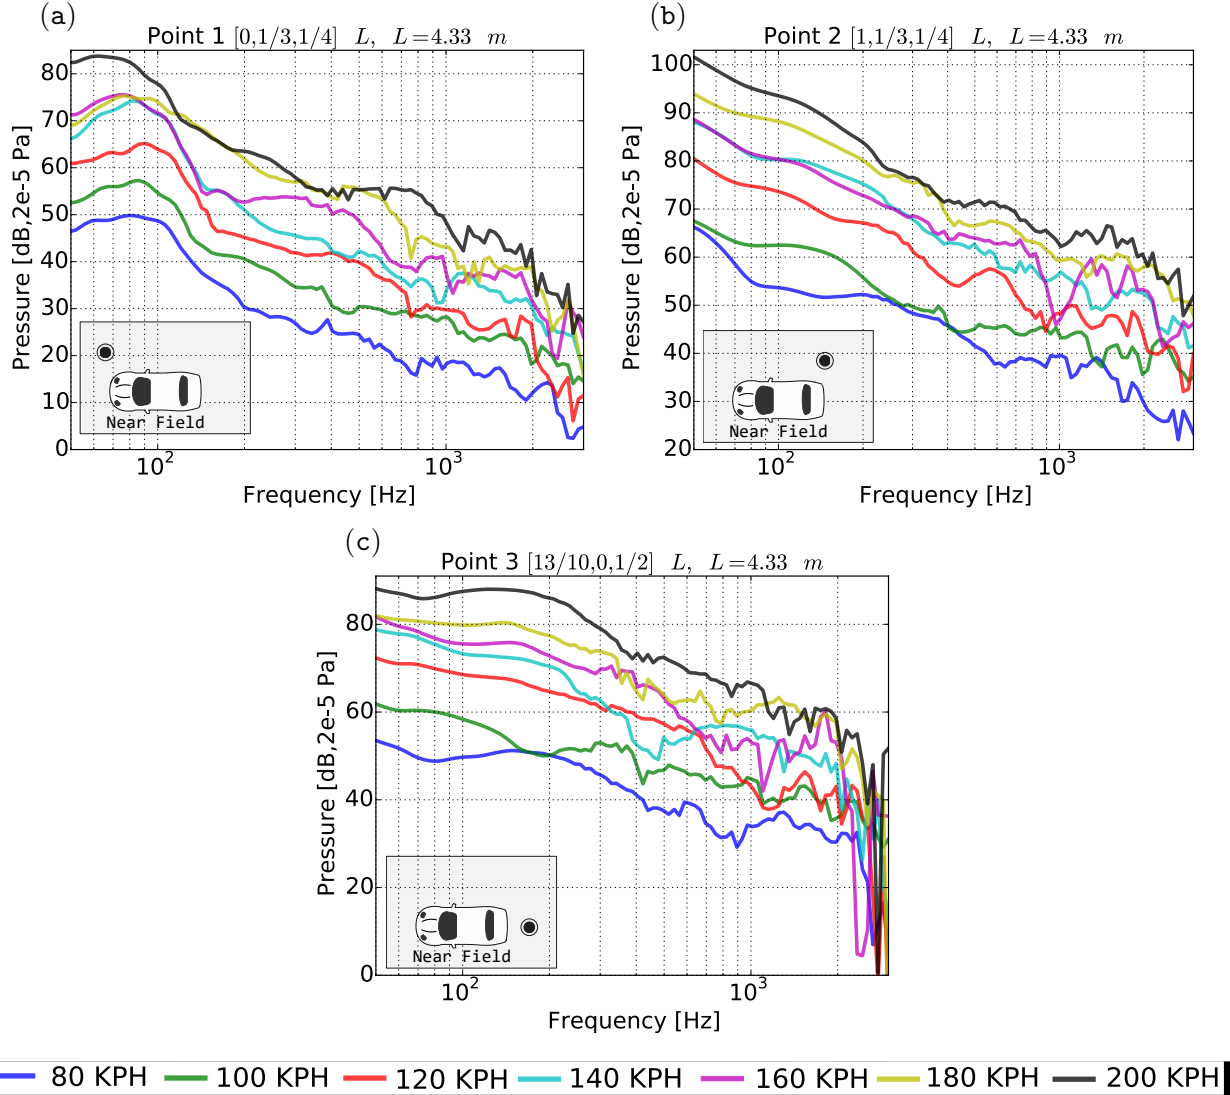 (a)
Point 1 [0,1/3,1/4] L, L=4.33 m
Pressure [dB,2e-5 Pa]
80
70
60
50
40
30
20
10
0
Near Field
10² 10³
Frequency [Hz]
(b)
Point 2 [1,1/3,1/4] L, L=4.33 m
Pressure [dB,2e-5 Pa]
100
90
80
70
60
50
40
30
20
Near Field
10² 10³
Frequency [Hz]
(c)
Point 3 [13/10,0,1/2] L, L=4.33 m
Pressure [dB,2e-5 Pa]
80
60
40
20
0
Near Field
10² 10³
Frequency [Hz]
80 KPH 100 KPH 120 KPH 140 KPH 160 KPH 180 KPH 200 KPH